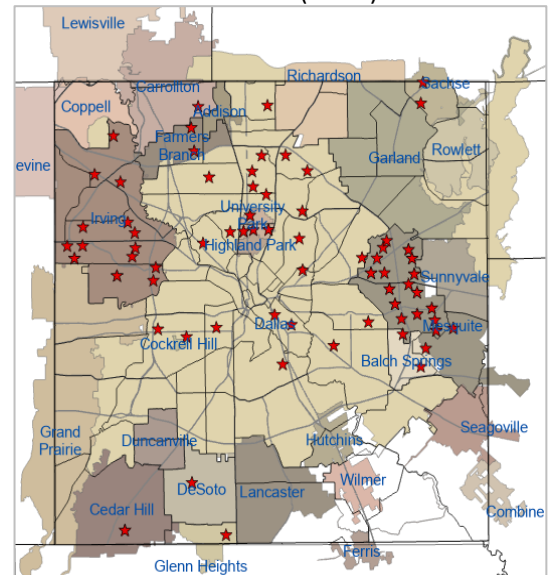 Lewisville
Richardson
Carrollton
Sachse
Coppell
Addison
Farmers
Branch
Garland
Rowlett
evine
University
Park
Irving
Highland Park
Sunnyvale
Dallas
Mesquite
Cockrell Hill
Balch Springs
Grand
Prairie
Duncanville
Hutchins
Seagoville
DeSoto
Lancaster
Wilmer
Cedar Hill
Combine
Ferris
Glenn Heights